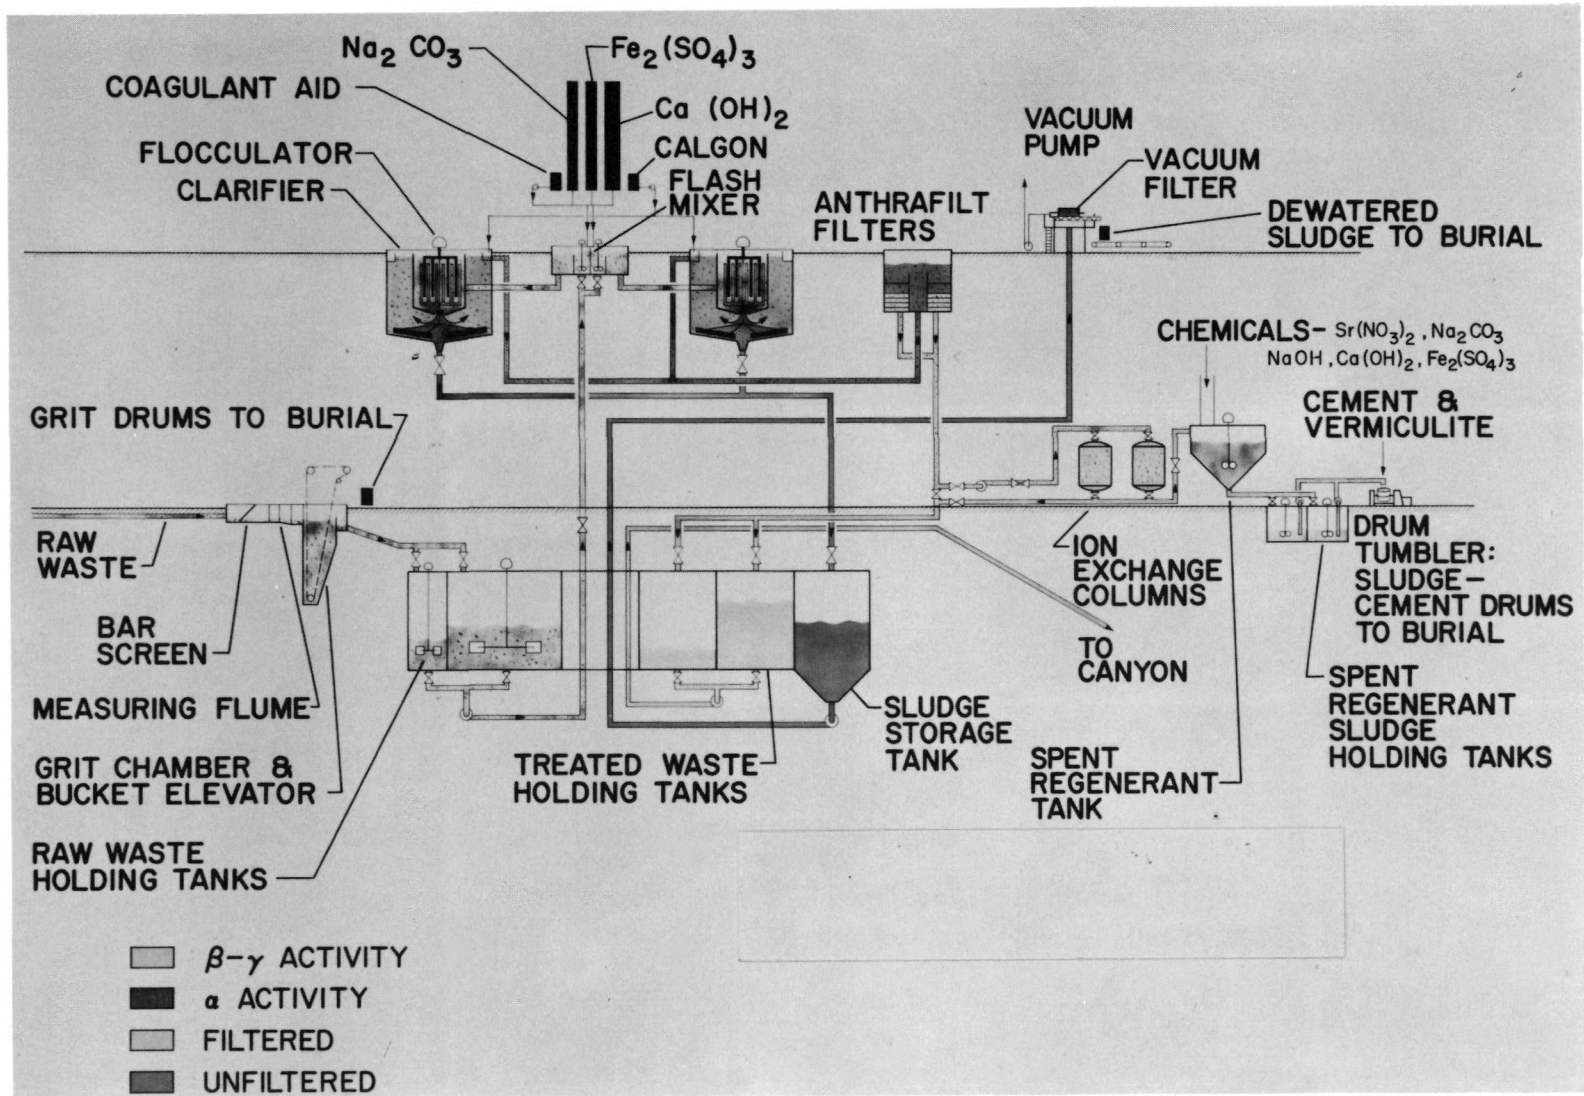 Na2 CO3
Fe2(SO4)3
COAGULANT AID
Ca (OH)2
FLOCCULATOR
CALGON
CLARIFIER
FLASH
MIXER
ANTHRAFILT
FILTERS
VACUUM
PUMP
VACUUM
FILTER
DEWATERED
SLUDGE TO BURIAL
CHEMICALS- Sr(NO3)2, Na2CO3
NaOH, Ca(OH)2, Fe2(SO4)3
CEMENT &
VERMICULITE
GRIT DRUMS TO BURIAL
RAW
WASTE
BAR
SCREEN
MEASURING FLUME
GRIT CHAMBER &
BUCKET ELEVATOR
RAW WASTE
HOLDING TANKS
TREATED WASTE
HOLDING TANKS
SLUDGE
STORAGE
TANK
ION
EXCHANGE
COLUMNS
TO
CANYON
SPENT
REGENERANT
TANK
DRUM
TUMBLER:
SLUDGE-
CEMENT DRUMS
TO BURIAL
SPENT
REGENERANT
SLUDGE
HOLDING TANKS
β-γ ACTIVITY
α ACTIVITY
FILTERED
UNFILTERED